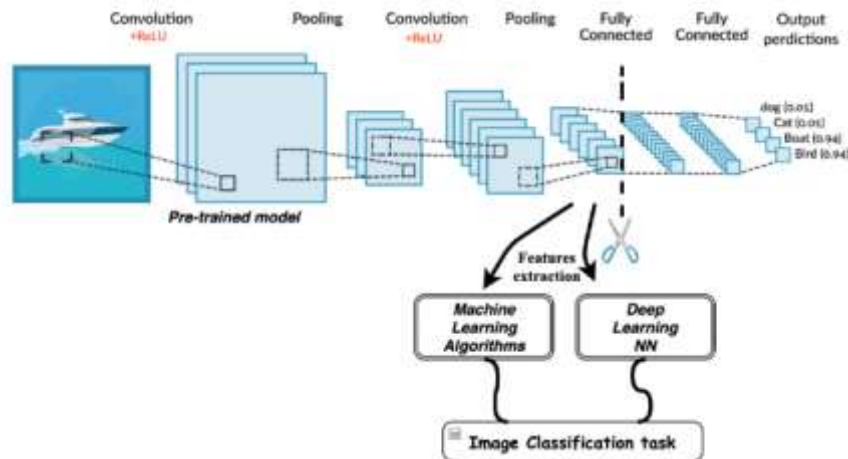 Convolution
+ReLU
Pooling
Convolution
+ReLU
Pooling
Fully
Connected
Fully
Connected
Output
perdictions
dog (0.01)
Cat (0.01)
Boat (0.94)
Bird (0.94)
Pre-trained model
Features
extraction
Machine
Learning
Algorithms
Deep
Learning
NN
Image Classification task